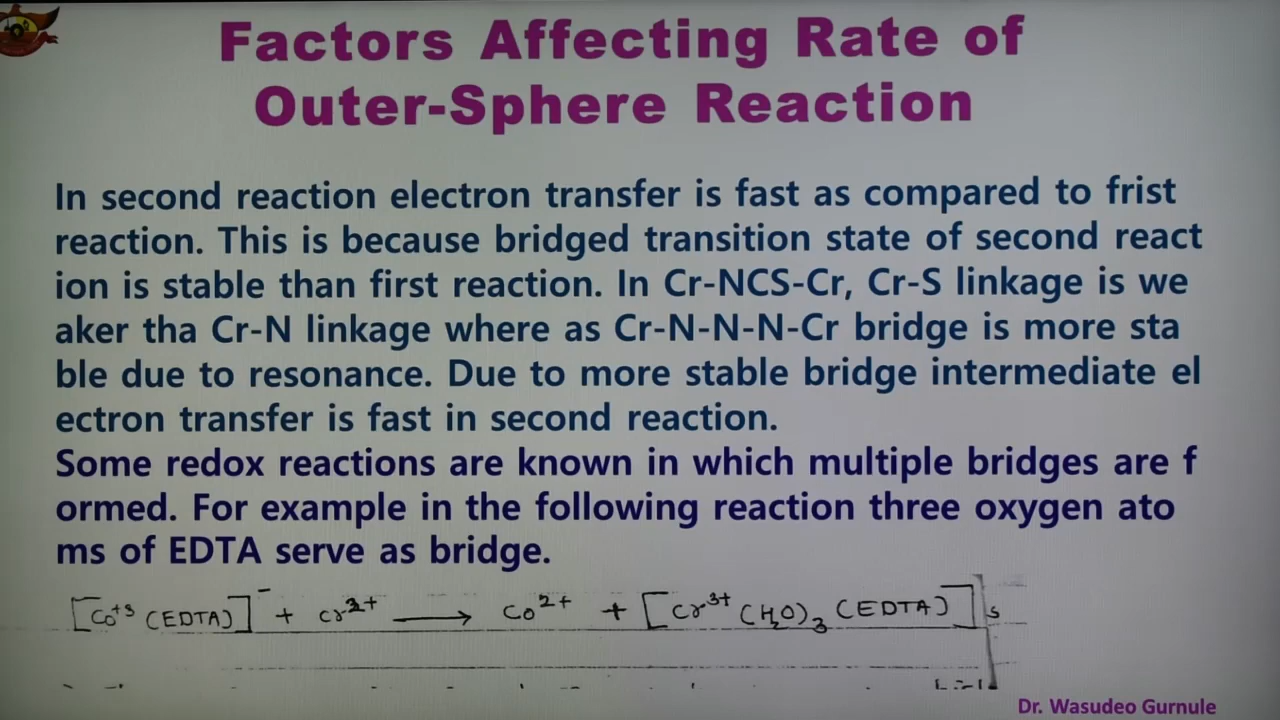 Factors Affecting Rate of
Outer-Sphere Reaction
In second reaction electron transfer is fast as compared to frist
reaction. This is because bridged transition state of second react
ion is stable than first reaction. In Cr-NCS-Cr, Cr-S linkage is we
aker tha Cr-N linkage where as Cr-N-N-N-Cr bridge is more sta
ble due to resonance. Due to more stable bridge intermediate el
ectron transfer is fast in second reaction.
Some redox reactions are known in which multiple bridges are f
ormed. For example in the following reaction three oxygen ato
ms of EDTA serve as bridge.
[Co⁺³ (EDTA)]⁻ + Cr²⁺ ⟶ Co²⁺ + [Cr³⁺ (H₂O)₃ (EDTA)]
Dr. Wasudeo Gurnule